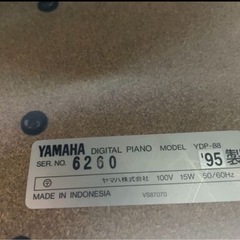 YAMAHA DIGITAL PIANO MODEL YDP-88
SER. NO. 6260 '95 製
ヤマハ株式会社 100V 15W 50/60Hz
MADE IN INDONESIA VS87070